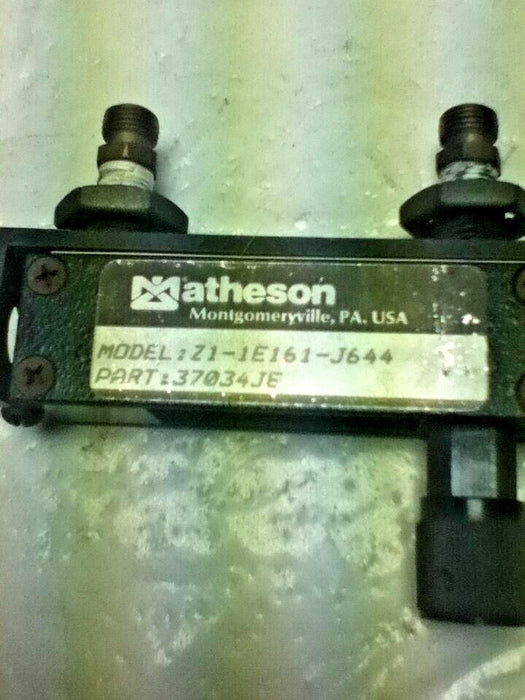 Matheson
Montgomeryville, PA. USA
MODEL:Z1-1E161-J644
PART:37034JE